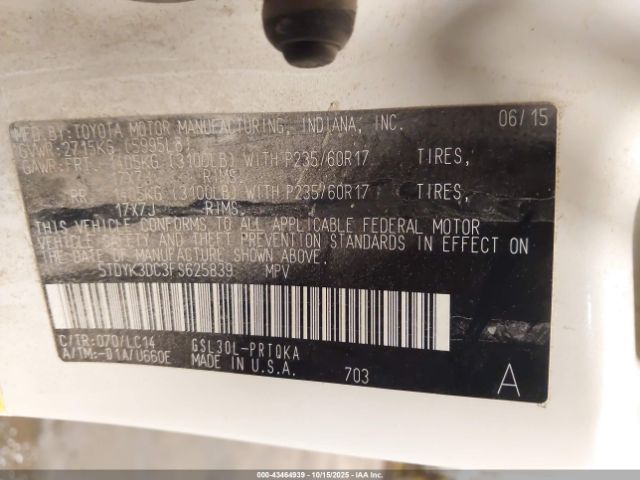 MFD. BY: TOYOTA MOTOR MANUFACTURING, INDIANA, INC. 06/15
GVWR 2715KG (5995LB)
GAWR FRT 1405KG (3100LB) WITH P235/60R17 TIRES,
17X7J RIMS.
RR 1405KG (3100LB) WITH P235/60R17 TIRES,
17X7J RIMS.
THIS VEHICLE CONFORMS TO ALL APPLICABLE FEDERAL MOTOR
VEHICLE SAFETY AND THEFT PREVENTION STANDARDS IN EFFECT ON
THE DATE OF MANUFACTURE SHOWN ABOVE.
5TDYK3DC3FS625839 MPV
C/TR:070/LC14 GSL30L-PRTQKA
A/TM:-01A/U660E MADE IN U.S.A. 703 A
000-43464939 | 10/15/2025 | IAA Inc.